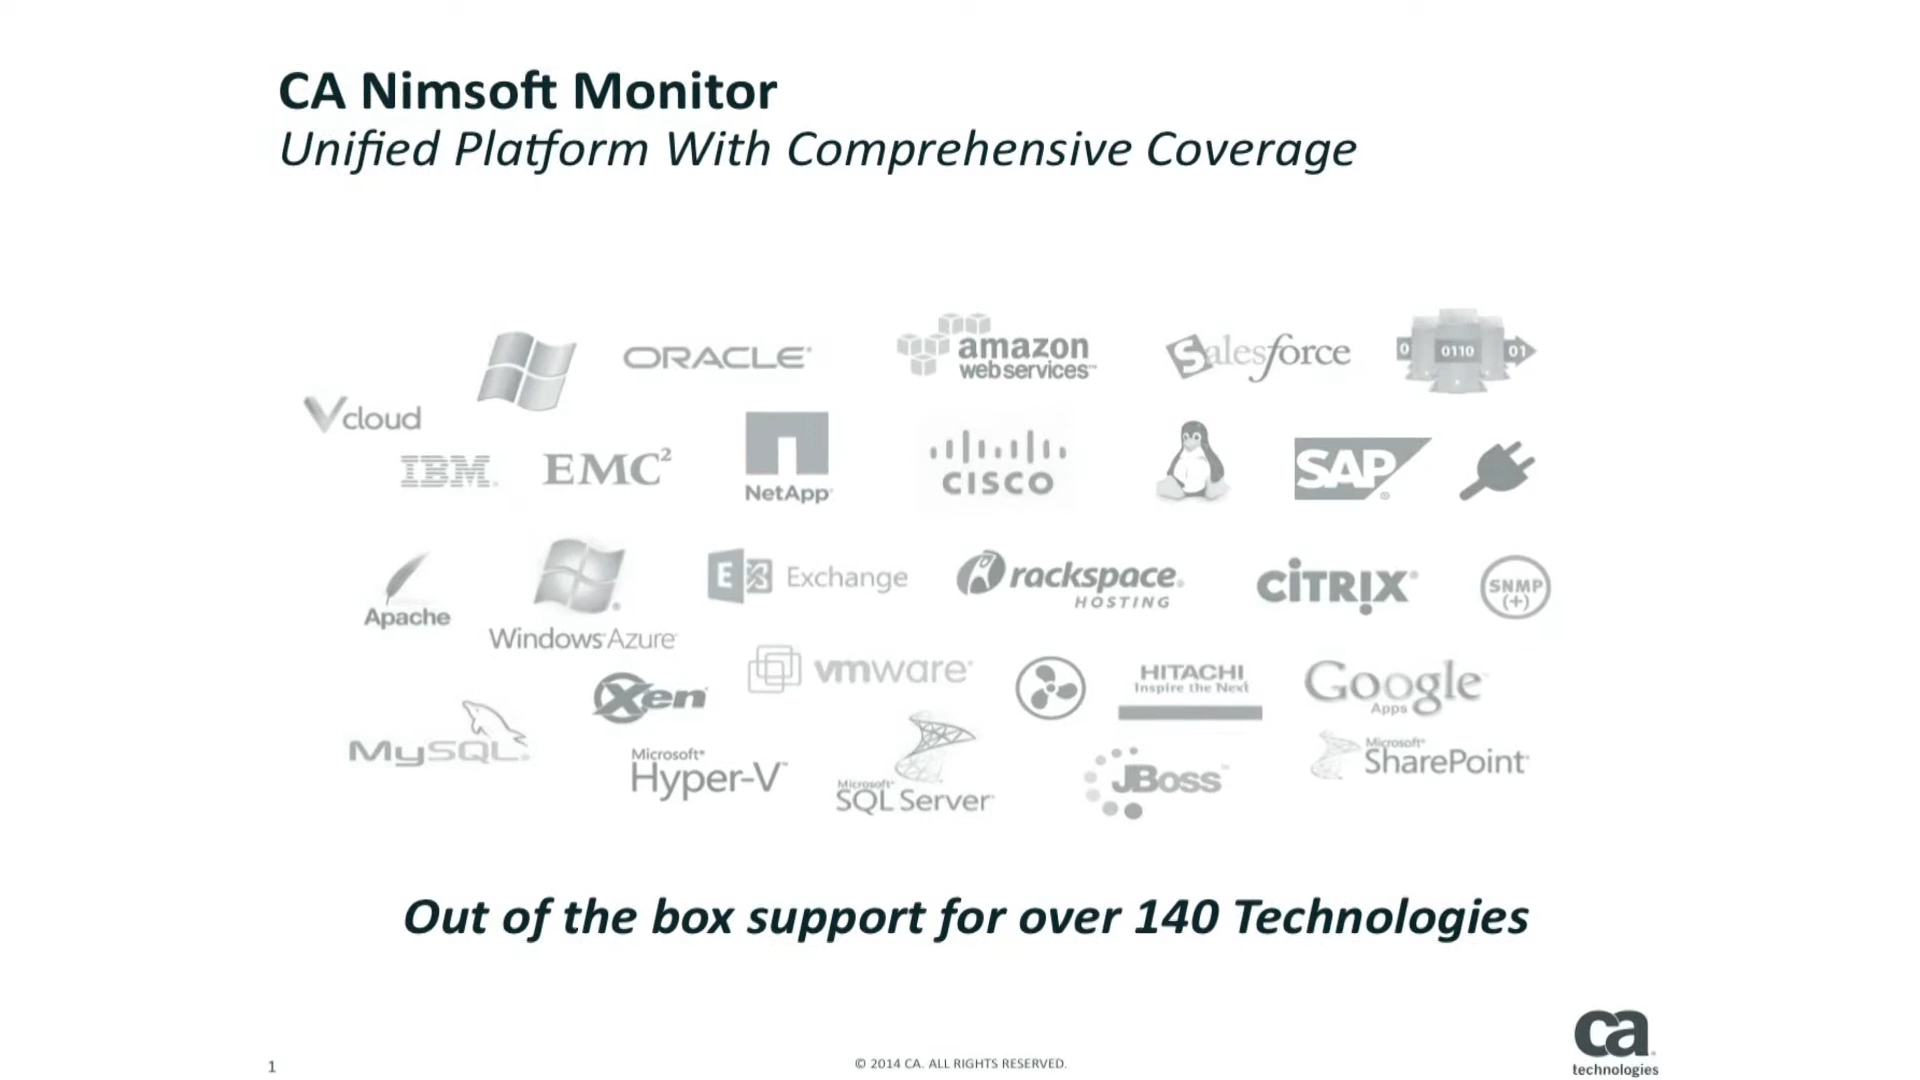 CA Nimsoft Monitor
Unified Platform With Comprehensive Coverage
ORACLE
amazon
webservices™
Salesforce
0 0110 01
Vcloud
IBM
EMC²
NetApp
CISCO
SAP
Apache
Windows Azure
E Exchange
rackspace
HOSTING
CİTRIX
SNMP
(+)
Xen
vmware
HITACHI
Inspire the Next
Google
Apps
MySQL
Microsoft
Hyper-V
Microsoft
SQL Server
JBoss
Microsoft
SharePoint
Out of the box support for over 140 Technologies
1
© 2014 CA. ALL RIGHTS RESERVED.
ca
technologies